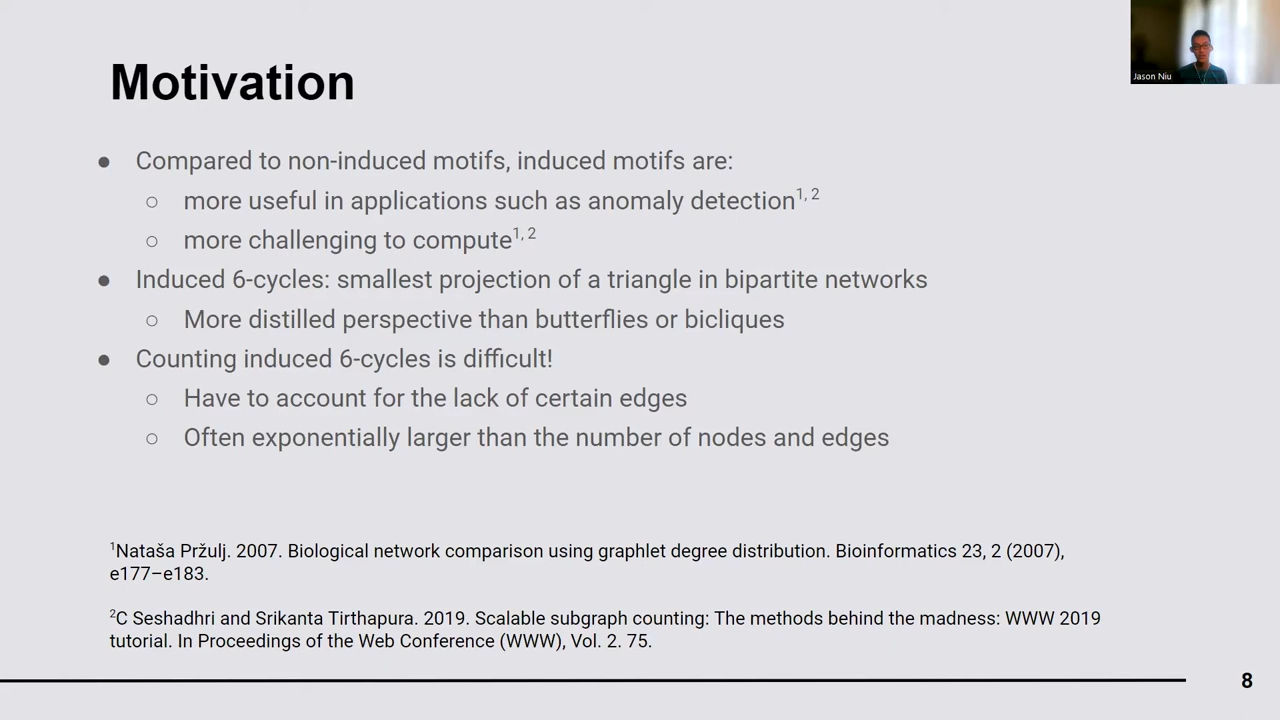 Jason Niu
Motivation
● Compared to non-induced motifs, induced motifs are:
○ more useful in applications such as anomaly detection1, 2
○ more challenging to compute1, 2
● Induced 6-cycles: smallest projection of a triangle in bipartite networks
○ More distilled perspective than butterflies or bicliques
● Counting induced 6-cycles is difficult!
○ Have to account for the lack of certain edges
○ Often exponentially larger than the number of nodes and edges
1Nataša Pržulj. 2007. Biological network comparison using graphlet degree distribution. Bioinformatics 23, 2 (2007),
e177–e183.
2C Seshadhri and Srikanta Tirthapura. 2019. Scalable subgraph counting: The methods behind the madness: WWW 2019
tutorial. In Proceedings of the Web Conference (WWW), Vol. 2. 75.
8